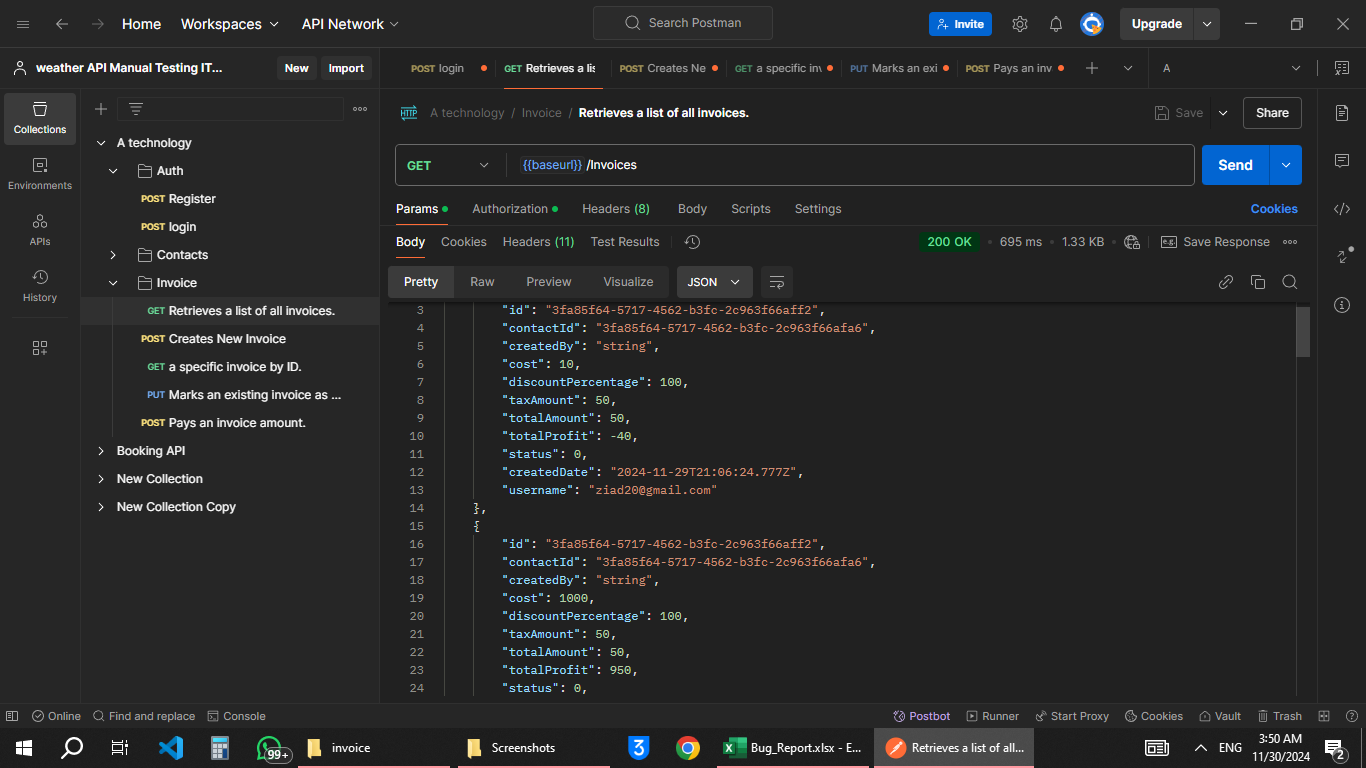 Home Workspaces API Network Search Postman Invite Upgrade
weather API Manual Testing IT... New Import
POST login GET Retrieves a lis POST Creates Ne GET a specific inv PUT Marks an exi POST Pays an inv A
Collections
Environments
APIs
History
A technology
Auth
POST Register
POST login
Contacts
Invoice
GET Retrieves a list of all invoices.
POST Creates New Invoice
GET a specific invoice by ID.
PUT Marks an existing invoice as ...
POST Pays an invoice amount.
Booking API
New Collection
New Collection Copy
HTTP A technology / Invoice / Retrieves a list of all invoices. Save Share
GET {{baseurl}} /Invoices Send
Params Authorization Headers (8) Body Scripts Settings Cookies
Body Cookies Headers (11) Test Results 200 OK 695 ms 1.33 KB e.g. Save Response
Pretty Raw Preview Visualize JSON
3 "id": "3fa85f64-5717-4562-b3fc-2c963f66aff2",
4 "contactId": "3fa85f64-5717-4562-b3fc-2c963f66afa6",
5 "createdBy": "string",
6 "cost": 10,
7 "discountPercentage": 100,
8 "taxAmount": 50,
9 "totalAmount": 50,
10 "totalProfit": -40,
11 "status": 0,
12 "createdDate": "2024-11-29T21:06:24.777Z",
13 "username": "ziad20@gmail.com"
14 },
15 {
16 "id": "3fa85f64-5717-4562-b3fc-2c963f66aff2",
17 "contactId": "3fa85f64-5717-4562-b3fc-2c963f66afa6",
18 "createdBy": "string",
19 "cost": 1000,
20 "discountPercentage": 100,
21 "taxAmount": 50,
22 "totalAmount": 50,
23 "totalProfit": 950,
24 "status": 0,
Online Find and replace Console Postbot Runner Start Proxy Cookies Vault Trash
99+ invoice Screenshots 3 Bug_Report.xlsx - E... Retrieves a list of all... ENG 3:50 AM
11/30/2024 2